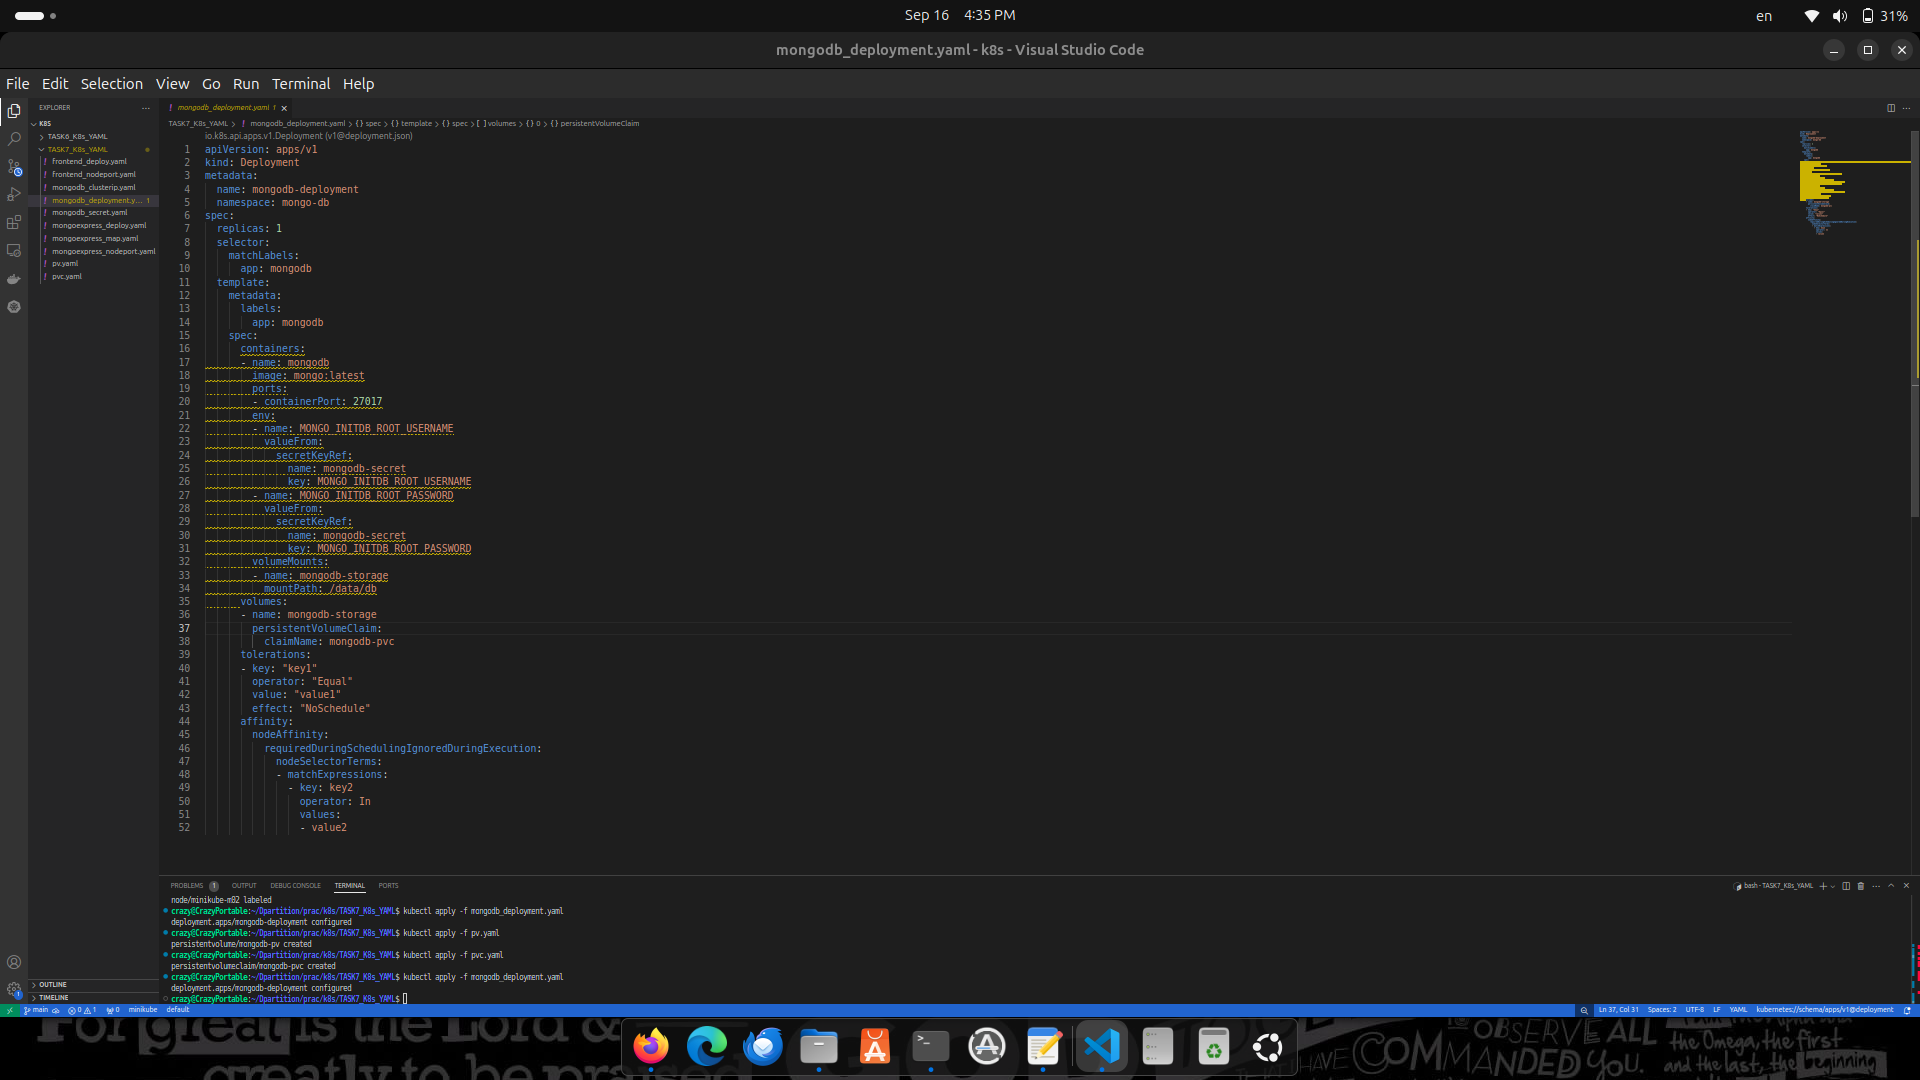 Sep 16 4:35 PM
en 31%
mongodb_deployment.yaml - k8s - Visual Studio Code
File Edit Selection View Go Run Terminal Help
EXPLORER
K8S
TASK6_K8s_YAML
TASK7_K8s_YAML
frontend_deploy.yaml
frontend_nodeport.yaml
mongodb_clusterip.yaml
mongodb_deployment.y... 1
mongodb_secret.yaml
mongoexpress_deploy.yaml
mongoexpress_map.yaml
mongoexpress_nodeport.yaml
pv.yaml
pvc.yaml
OUTLINE
TIMELINE
mongodb_deployment.yaml 1
TASK7_K8s_YAML > mongodb_deployment.yaml > {} spec > {} template > {} spec > [ ] volumes > {} 0 > {} persistentVolumeClaim
io.k8s.api.apps.v1.Deployment (v1@deployment.json)
1 apiVersion: apps/v1
2 kind: Deployment
3 metadata:
4 name: mongodb-deployment
5 namespace: mongo-db
6 spec:
7 replicas: 1
8 selector:
9 matchLabels:
10 app: mongodb
11 template:
12 metadata:
13 labels:
14 app: mongodb
15 spec:
16 containers:
17 - name: mongodb
18 image: mongo:latest
19 ports:
20 - containerPort: 27017
21 env:
22 - name: MONGO_INITDB_ROOT_USERNAME
23 valueFrom:
24 secretKeyRef:
25 name: mongodb-secret
26 key: MONGO_INITDB_ROOT_USERNAME
27 - name: MONGO_INITDB_ROOT_PASSWORD
28 valueFrom:
29 secretKeyRef:
30 name: mongodb-secret
31 key: MONGO_INITDB_ROOT_PASSWORD
32 volumeMounts:
33 - name: mongodb-storage
34 mountPath: /data/db
35 volumes:
36 - name: mongodb-storage
37 persistentVolumeClaim:
38 claimName: mongodb-pvc
39 tolerations:
40 - key: "key1"
41 operator: "Equal"
42 value: "value1"
43 effect: "NoSchedule"
44 affinity:
45 nodeAffinity:
46 requiredDuringSchedulingIgnoredDuringExecution:
47 nodeSelectorTerms:
48 - matchExpressions:
49 - key: key2
50 operator: In
51 values:
52 - value2
PROBLEMS 1 OUTPUT DEBUG CONSOLE TERMINAL PORTS
bash - TASK7_K8s_YAML
node/minikube-m02 labeled
crazy@CrazyPortable:~/Dpartition/prac/k8s/TASK7_K8s_YAML$ kubectl apply -f mongodb_deployment.yaml
deployment.apps/mongodb-deployment configured
crazy@CrazyPortable:~/Dpartition/prac/k8s/TASK7_K8s_YAML$ kubectl apply -f pv.yaml
persistentvolume/mongodb-pv created
crazy@CrazyPortable:~/Dpartition/prac/k8s/TASK7_K8s_YAML$ kubectl apply -f pvc.yaml
persistentvolumeclaim/mongodb-pvc created
crazy@CrazyPortable:~/Dpartition/prac/k8s/TASK7_K8s_YAML$ kubectl apply -f mongodb_deployment.yaml
deployment.apps/mongodb-deployment configured
crazy@CrazyPortable:~/Dpartition/prac/k8s/TASK7_K8s_YAML$
main 0 1 0 minikube default
Ln 37, Col 31 Spaces: 2 UTF-8 LF YAML kubernetes://schema/apps/v1@deployment
For great is the Lord &
greatly to be praised
OBSERVE ALL
HAVE COMMANDED YOU.
the Omega, the first
and the last, the beginning